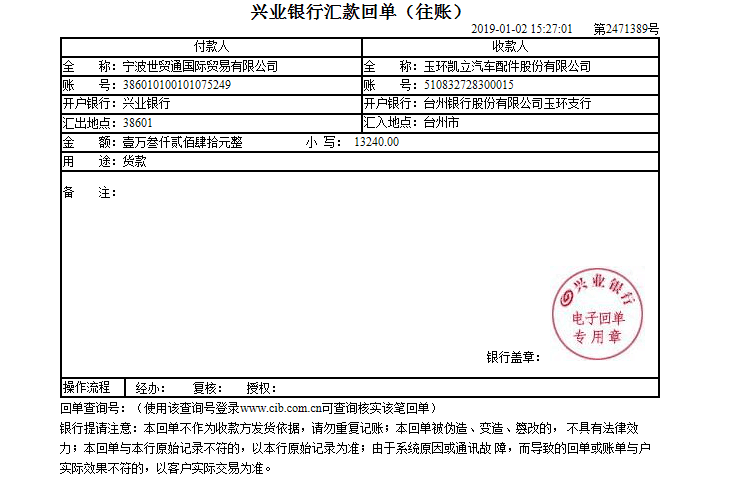 兴业银行汇款回单（往账）
2019-01-02 15:27:01 第2471389号
付款人 收款人
全 称：宁波世贸通国际贸易有限公司 全 称：玉环凯立汽车配件股份有限公司
账 号：386010100101075249 账 号：510832728300015
开户银行：兴业银行 开户银行：台州银行股份有限公司玉环支行
汇出地点：38601 汇入地点：台州市
金 额：壹万叁仟贰佰肆拾元整 小 写： 13240.00
用 途：货款
备 注：
兴业银行
电子回单
专用章
银行盖章：
操作流程 经办： 复核： 授权：
回单查询号：（使用该查询号登录www.cib.com.cn可查询核实该笔回单）
银行提请注意：本回单不作为收款方发货依据，请勿重复记账；本回单被伪造、变造、篡改的， 不具有法律效
力；本回单与本行原始记录不符的，以本行原始记录为准；由于系统原因或通讯故 障，而导致的回单或账单与户
实际效果不符的，以客户实际交易为准。